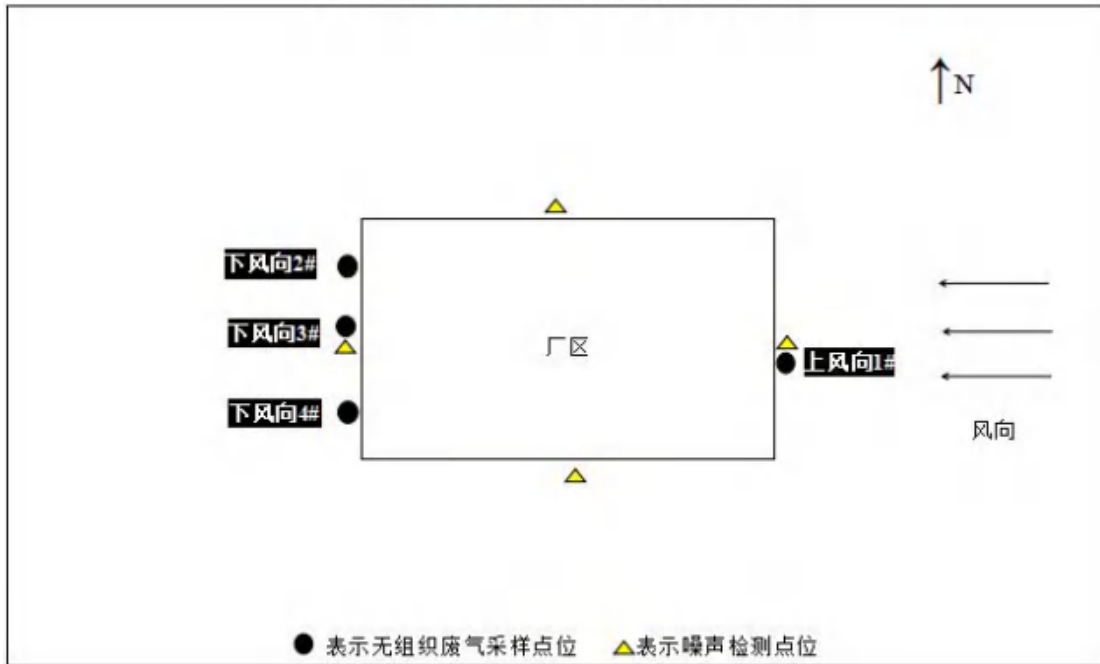 N
下风向2#
下风向3#
厂区
上风向1#
下风向4#
风向
表示无组织废气采样点位
表示噪声检测点位